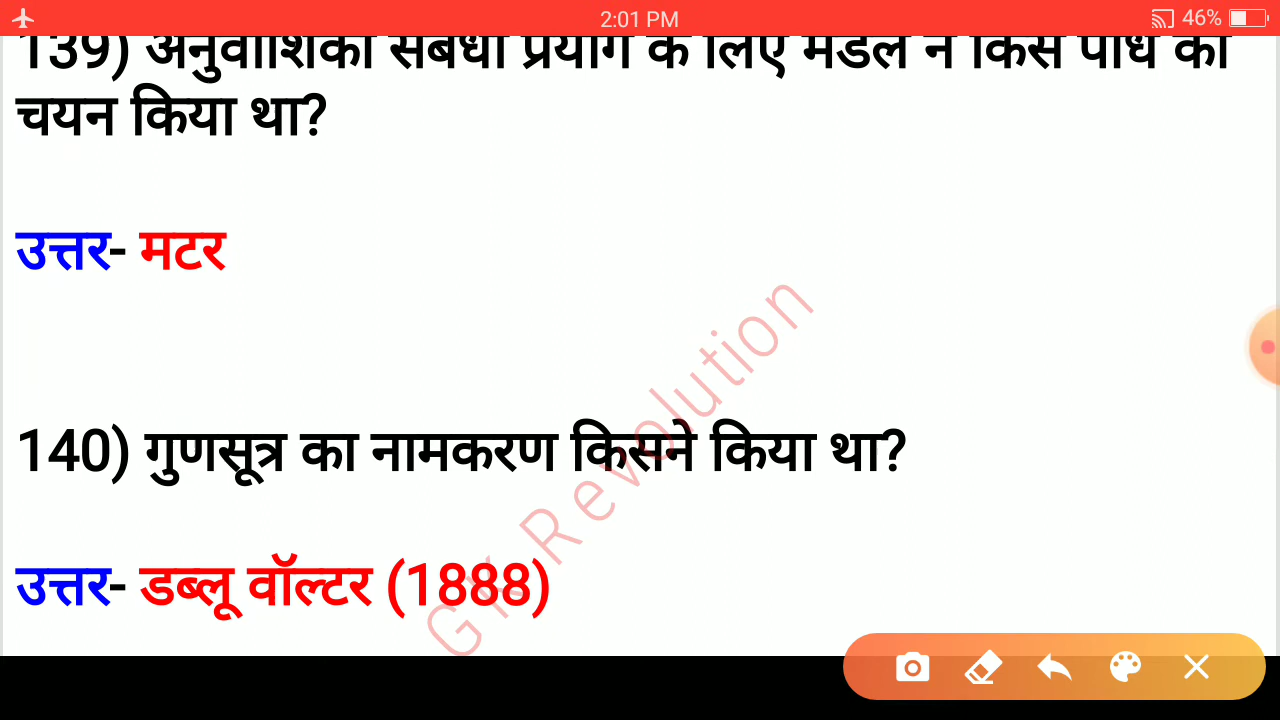 2:01 PM
46%
139) अनुवांशिकी संबंधी प्रयोग के लिए मेंडल ने किस पौधे का
चयन किया था?
उत्तर- मटर
140) गुणसूत्र का नामकरण किसने किया था?
उत्तर- डब्लू वॉल्टर (1888)
GK Revolution